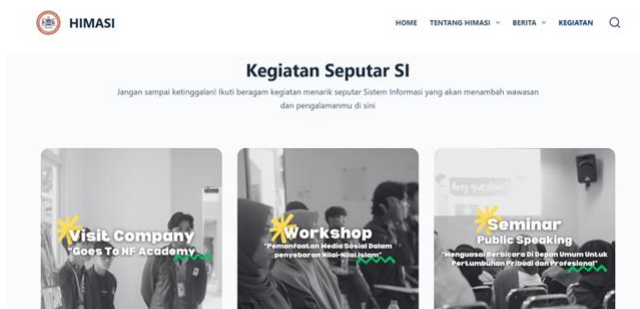 HIMASI
HOME TENTANG HIMASI BERITA KEGIATAN
Kegiatan Seputar SI
Jangan sampai ketinggalan! Ikuti beragam kegiatan menarik seputar Sistem Informasi yang akan menambah wawasan
dan pengalamanmu di sini
Visit Company
"Goes To NF Academy
Workshop
"Pemanfaatan Media Sosial Dalam
penyebaran Nilai-Nilai Islam"
Any question?
Seminar
Public Speaking
"Menguasai Berbicara Di Depan Umum Untuk
Pertumbuhan Pribadi dan Profesional"